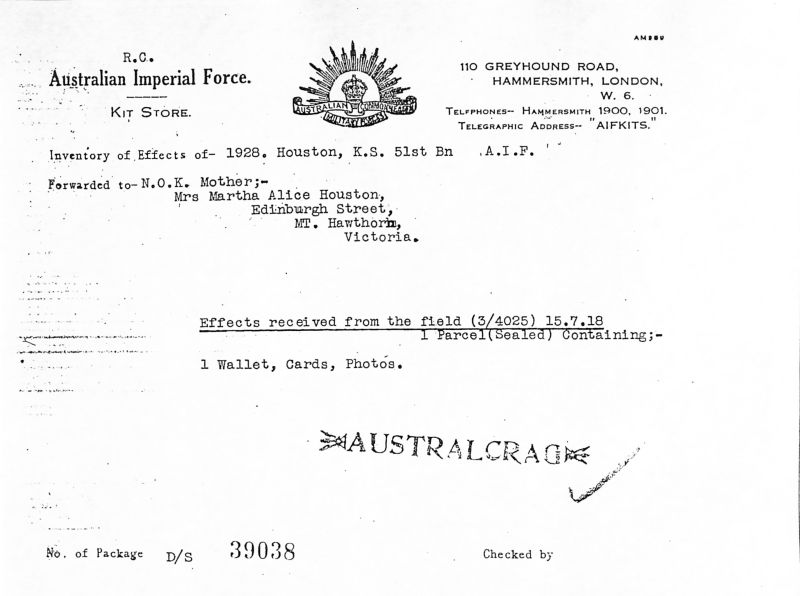 AM269
R.C.
Australian Imperial Force.
KIT STORE.
AUSTRALIAN COMMONWEALTH
MILITARY FORCES
110 GREYHOUND ROAD,
HAMMERSMITH, LONDON,
W. 6.
TELEPHONES-- HAMMERSMITH 1900, 1901.
TELEGRAPHIC ADDRESS-- "AIFKITS."
Inventory of Effects of- 1928. Houston, K.S. 51st Bn .A.I.F.
Forwarded to- N.O.K. Mother;-
Mrs Martha Alice Houston,
Edinburgh Street,
MT. Hawthorn,
Victoria.
Effects received from the field (3/4025) 15.7.18
1 Parcel(Sealed) Containing;-
1 Wallet, Cards, Photos.
AUSTRALCRAG
No. of Package D/S 39038
Checked by